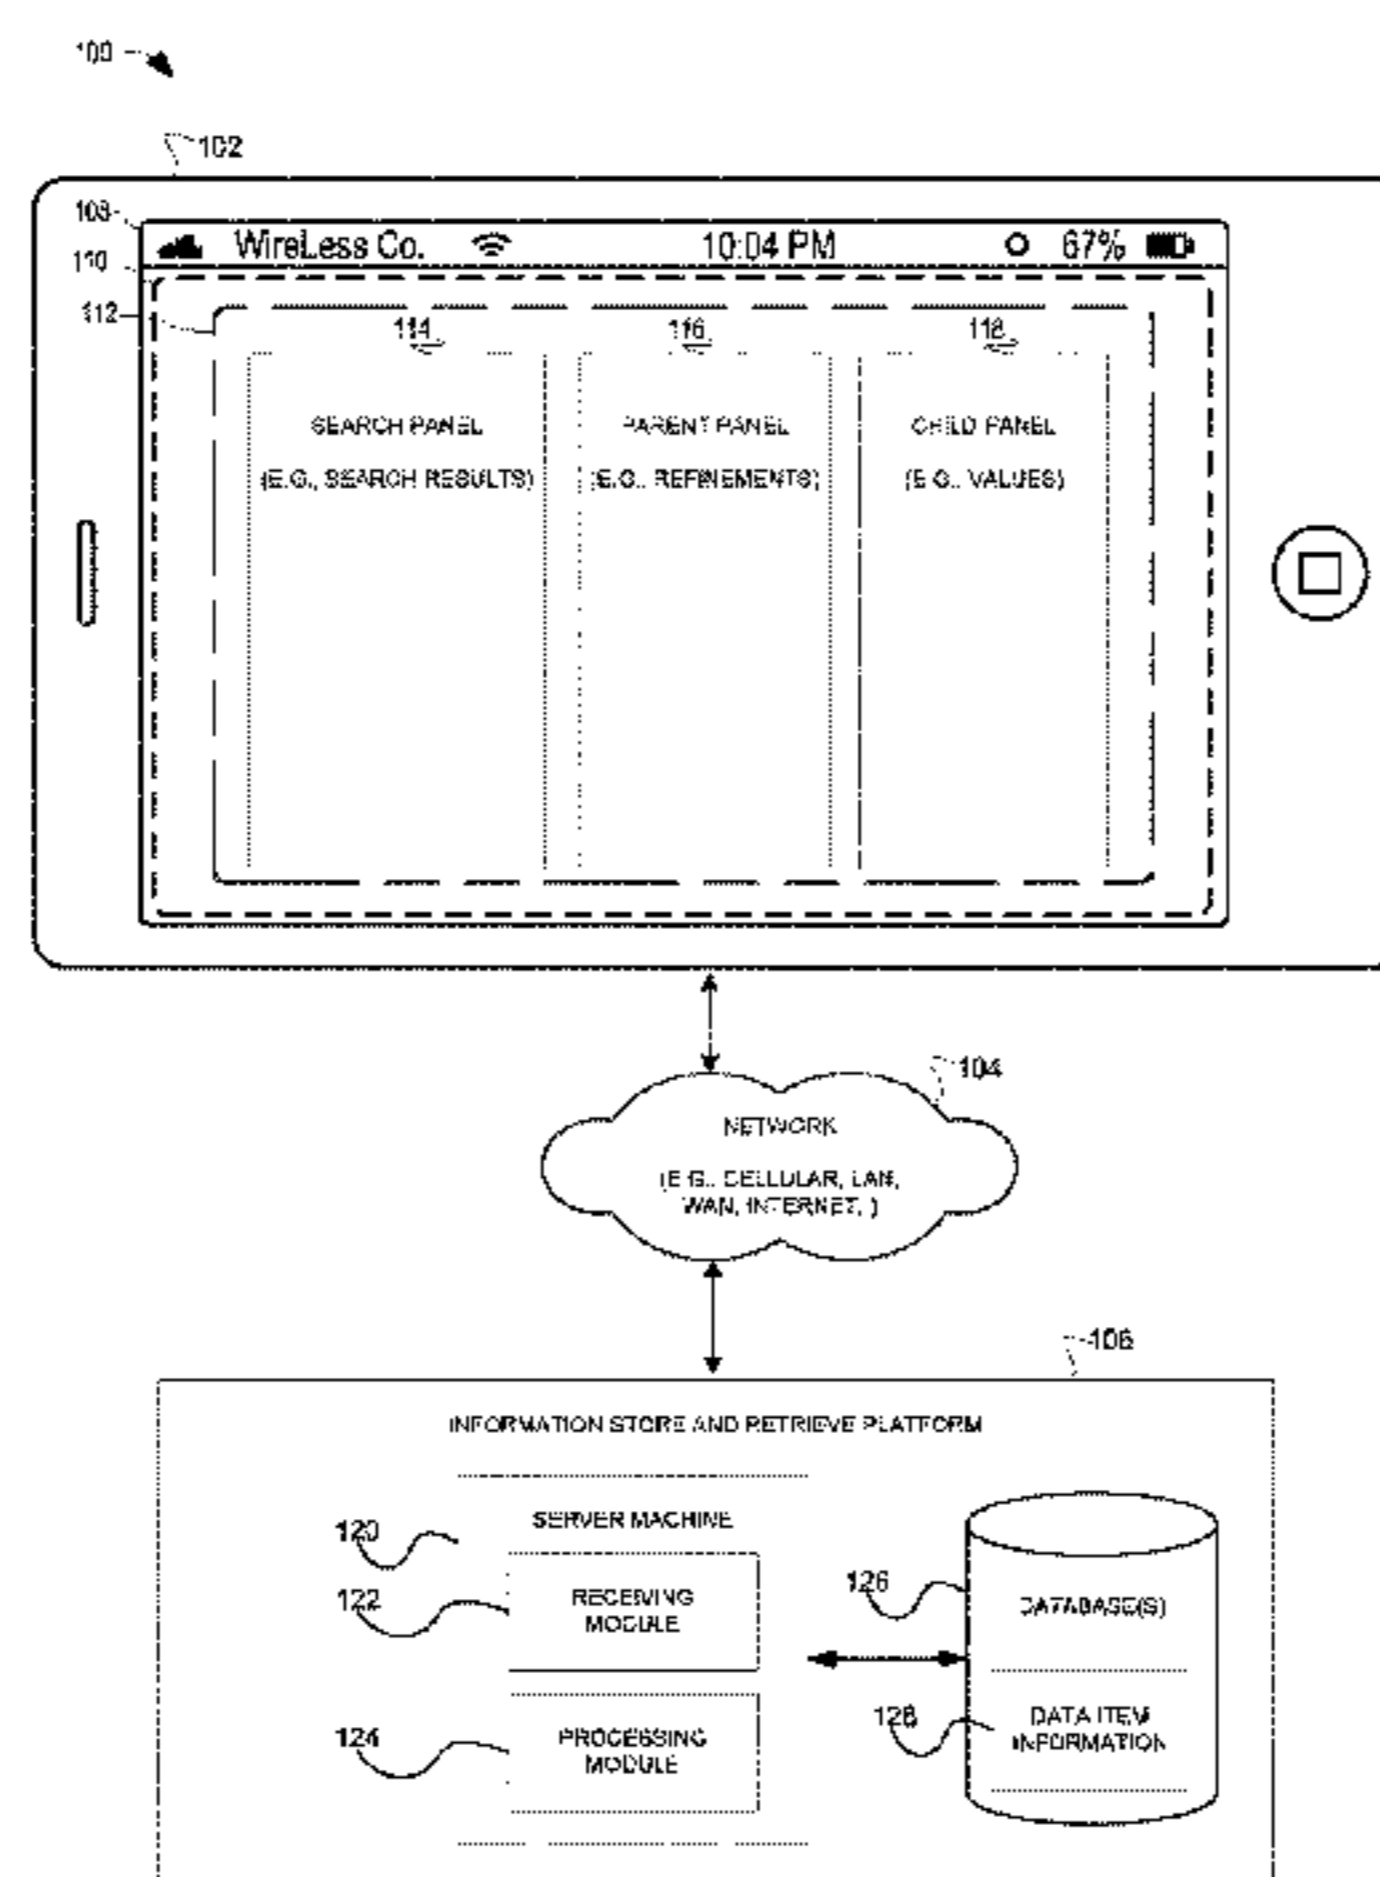 100
102
108
WireLess Co. 10:04 PM 67%
110
112
114 116 118
SEARCH PANEL PARENT PANEL CHILD PANEL
(E.G., SEARCH RESULTS) (E.G., REFINEMENTS) (E.G., VALUES)
104
NETWORK
(E.G., CELLULAR, LAN,
WAN, INTERNET, )
106
INFORMATION STORE AND RETRIEVE PLATFORM
SERVER MACHINE
120
126
122
RECEIVING
MODULE
DATABASE(S)
128
124
PROCESSING
MODULE
DATA ITEM
INFORMATION